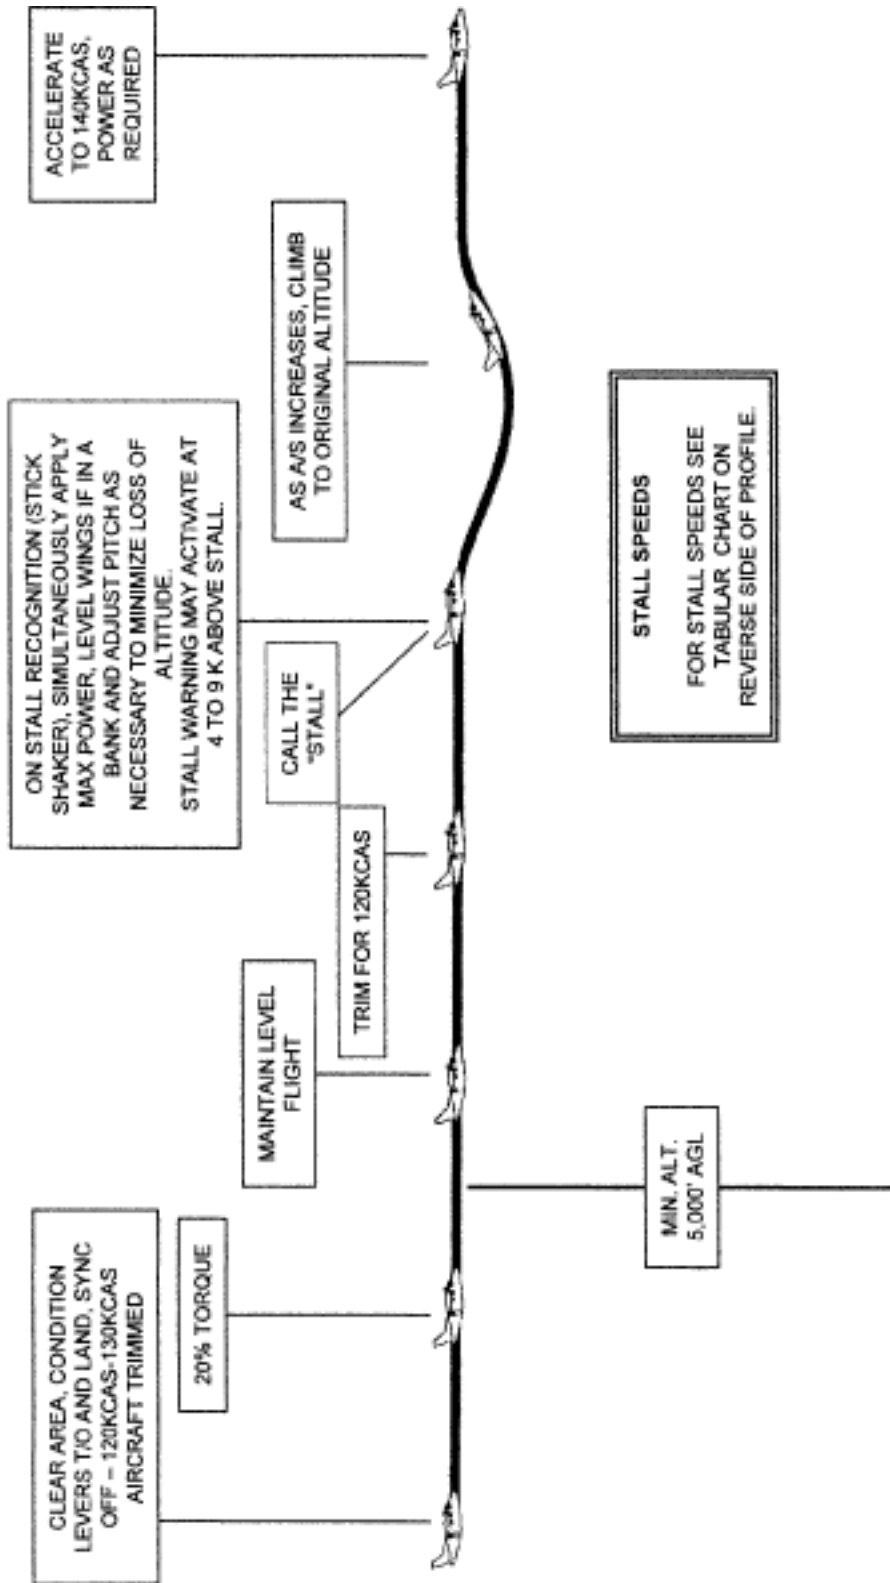 CLEAR AREA, CONDITION
LEVERS T/O AND LAND, SYNC
OFF – 120KCAS-130KCAS
AIRCRAFT TRIMMED
20% TORQUE
MAINTAIN LEVEL
FLIGHT
TRIM FOR 120KCAS
CALL THE
"STALL"
ON STALL RECOGNITION (STICK
SHAKER), SIMULTANEOUSLY APPLY
MAX POWER, LEVEL WINGS IF IN A
BANK AND ADJUST PITCH AS
NECESSARY TO MINIMIZE LOSS OF
ALTITUDE.
STALL WARNING MAY ACTIVATE AT
4 TO 9 K ABOVE STALL.
AS A/S INCREASES, CLIMB
TO ORIGINAL ALTITUDE
ACCELERATE
TO 140KCAS,
POWER AS
REQUIRED
MIN. ALT.
5,000' AGL
STALL SPEEDS
FOR STALL SPEEDS SEE
TABULAR CHART ON
REVERSE SIDE OF PROFILE.